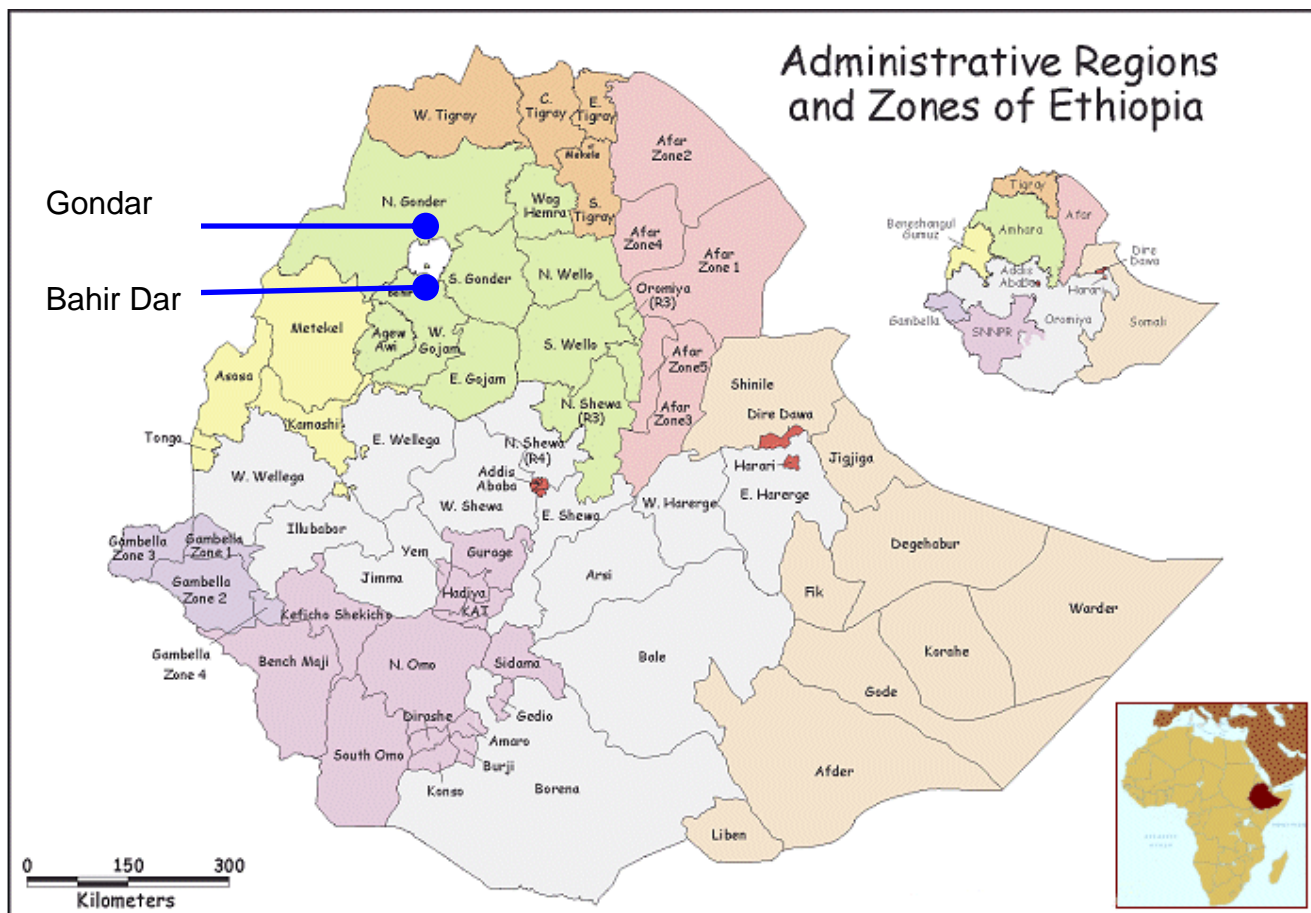 Administrative Regions
and Zones of Ethiopia
W. Tigray
C.
Tigray
E.
Tigray
Mekele
S.
Tigray
Afar
Zone2
Gondar
N. Gonder
Wag
Hemra
Afar
Zone4
Afar
Zone 1
Bahir Dar
S. Gonder
N. Wello
Oromiya
(R3)
Metekel
Agew
Awi
W.
Gojam
S. Wello
E. Gojam
Afar
Zone5
Afar
Zone3
N. Shewa
(R3)
Asosa
Kamashi
Tonga
Shinile
Dire Dawa
Harari
Jigjiga
E. Wellega
N. Shewa
(R4)
Addis
Ababa
W. Wellega
W. Shewa
E. Shewa
W. Harerge
E. Harerge
Illubabor
Gambella
Zone 3
Gambella
Zone 1
Gambella
Zone 2
Gambella
Zone 4
Yem
Jimma
Gurage
Hadiya
KAT
Keficho Shekicho
Arsi
Degehabur
Fik
Warder
Bench Maji
N. Omo
Sidama
Bale
Korahe
Gode
Gedio
Dirashe
Amaro
Burji
Konso
South Omo
Borena
Afder
Liben
Tigray
Afar
Amhara
Beneshangul
Gumuz
Dire
Dawa
Addis
Ababa
Harari
Gambella
SNNPR
Oromiya
Somali
0 150 300
Kilometers